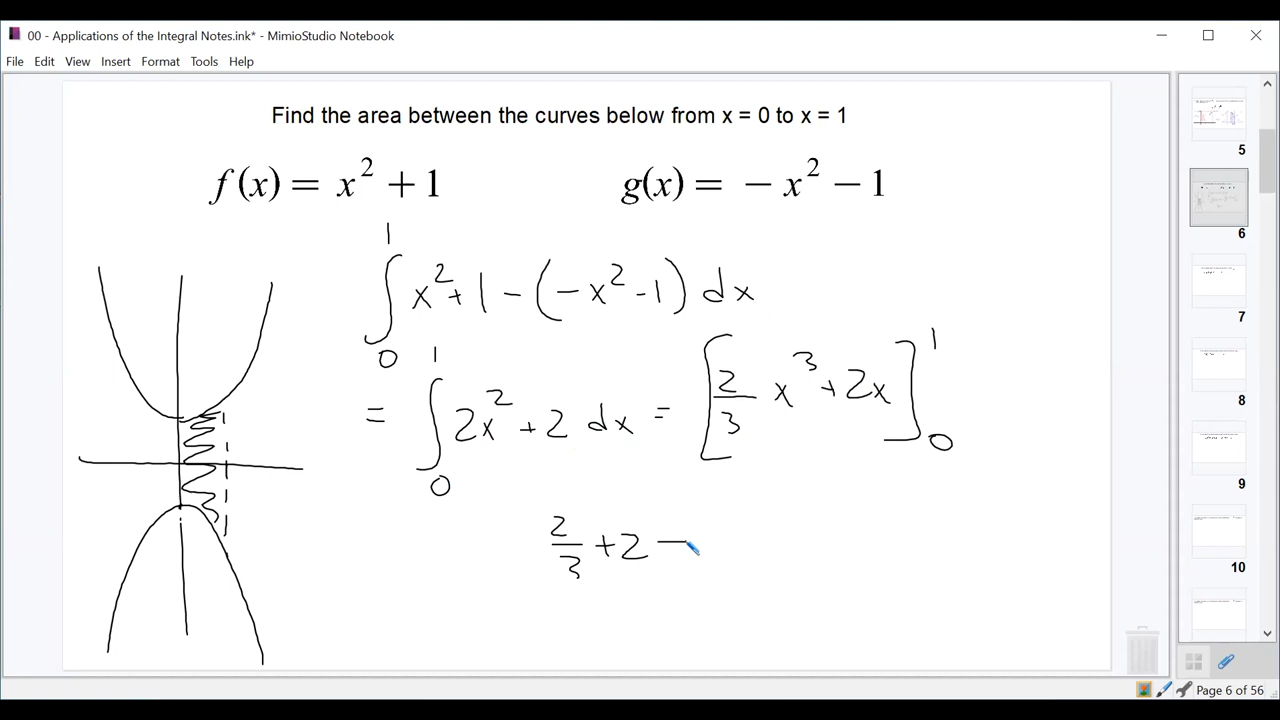 00 - Applications of the Integral Notes.ink* - MimioStudio Notebook
File Edit View Insert Format Tools Help
Find the area between the curves below from x = 0 to x = 1
f(x) = x² + 1 g(x) = − x² − 1
∫₀¹ x² + 1 − (−x² − 1) dx
= ∫₀¹ 2x² + 2 dx = [2/3 x³ + 2x]₀¹
2/3 + 2 −
5
6
7
8
9
10
Page 6 of 56